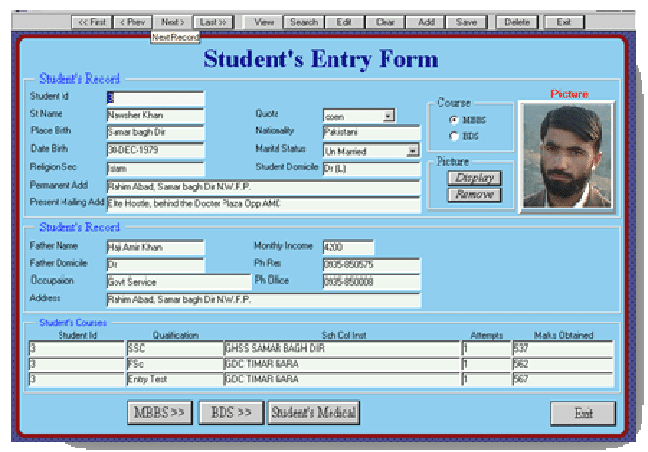 << First < Prev Next > Last >> View Search Edit Clear Add Save Delete Exit
Next Record
Student's Entry Form
Student's Record
Student Id 3
St Name Nawsher Khan Quote open
Place Birth Samar bagh Dir Nationality Pakistani
Date Birth 30-DEC-1979 Marital Status Un Married
Religion Sec Islam Student Domicile Dir (L)
Permanent Add Rahim Abad, Samar bagh Dir N.W.F.P.
Present Mailing Add Elite Hostle, behind the Docter Plaza Opp AMC
Course
MBBS
BDS
Picture
Display
Remove
Picture
Student's Record
Father Name Haji Amir Khan Monthly Income 4200
Father Domicile Dir Ph Res 0935-850575
Occupaion Govt Service Ph Office 0935-850008
Address Rahim Abad, Samar bagh Dir N.W.F.P.
Student's Courses
Student Id Qualification Sch Col Inst Attempts Marks Obtained
3 SSC GHSS SAMAR BAGH DIR 1 537
3 FSc GDC TIMAR GARA 1 562
3 Entry Test GDC TIMAR GARA 1 567
MBBS >> BDS >> Student's Medical Exit